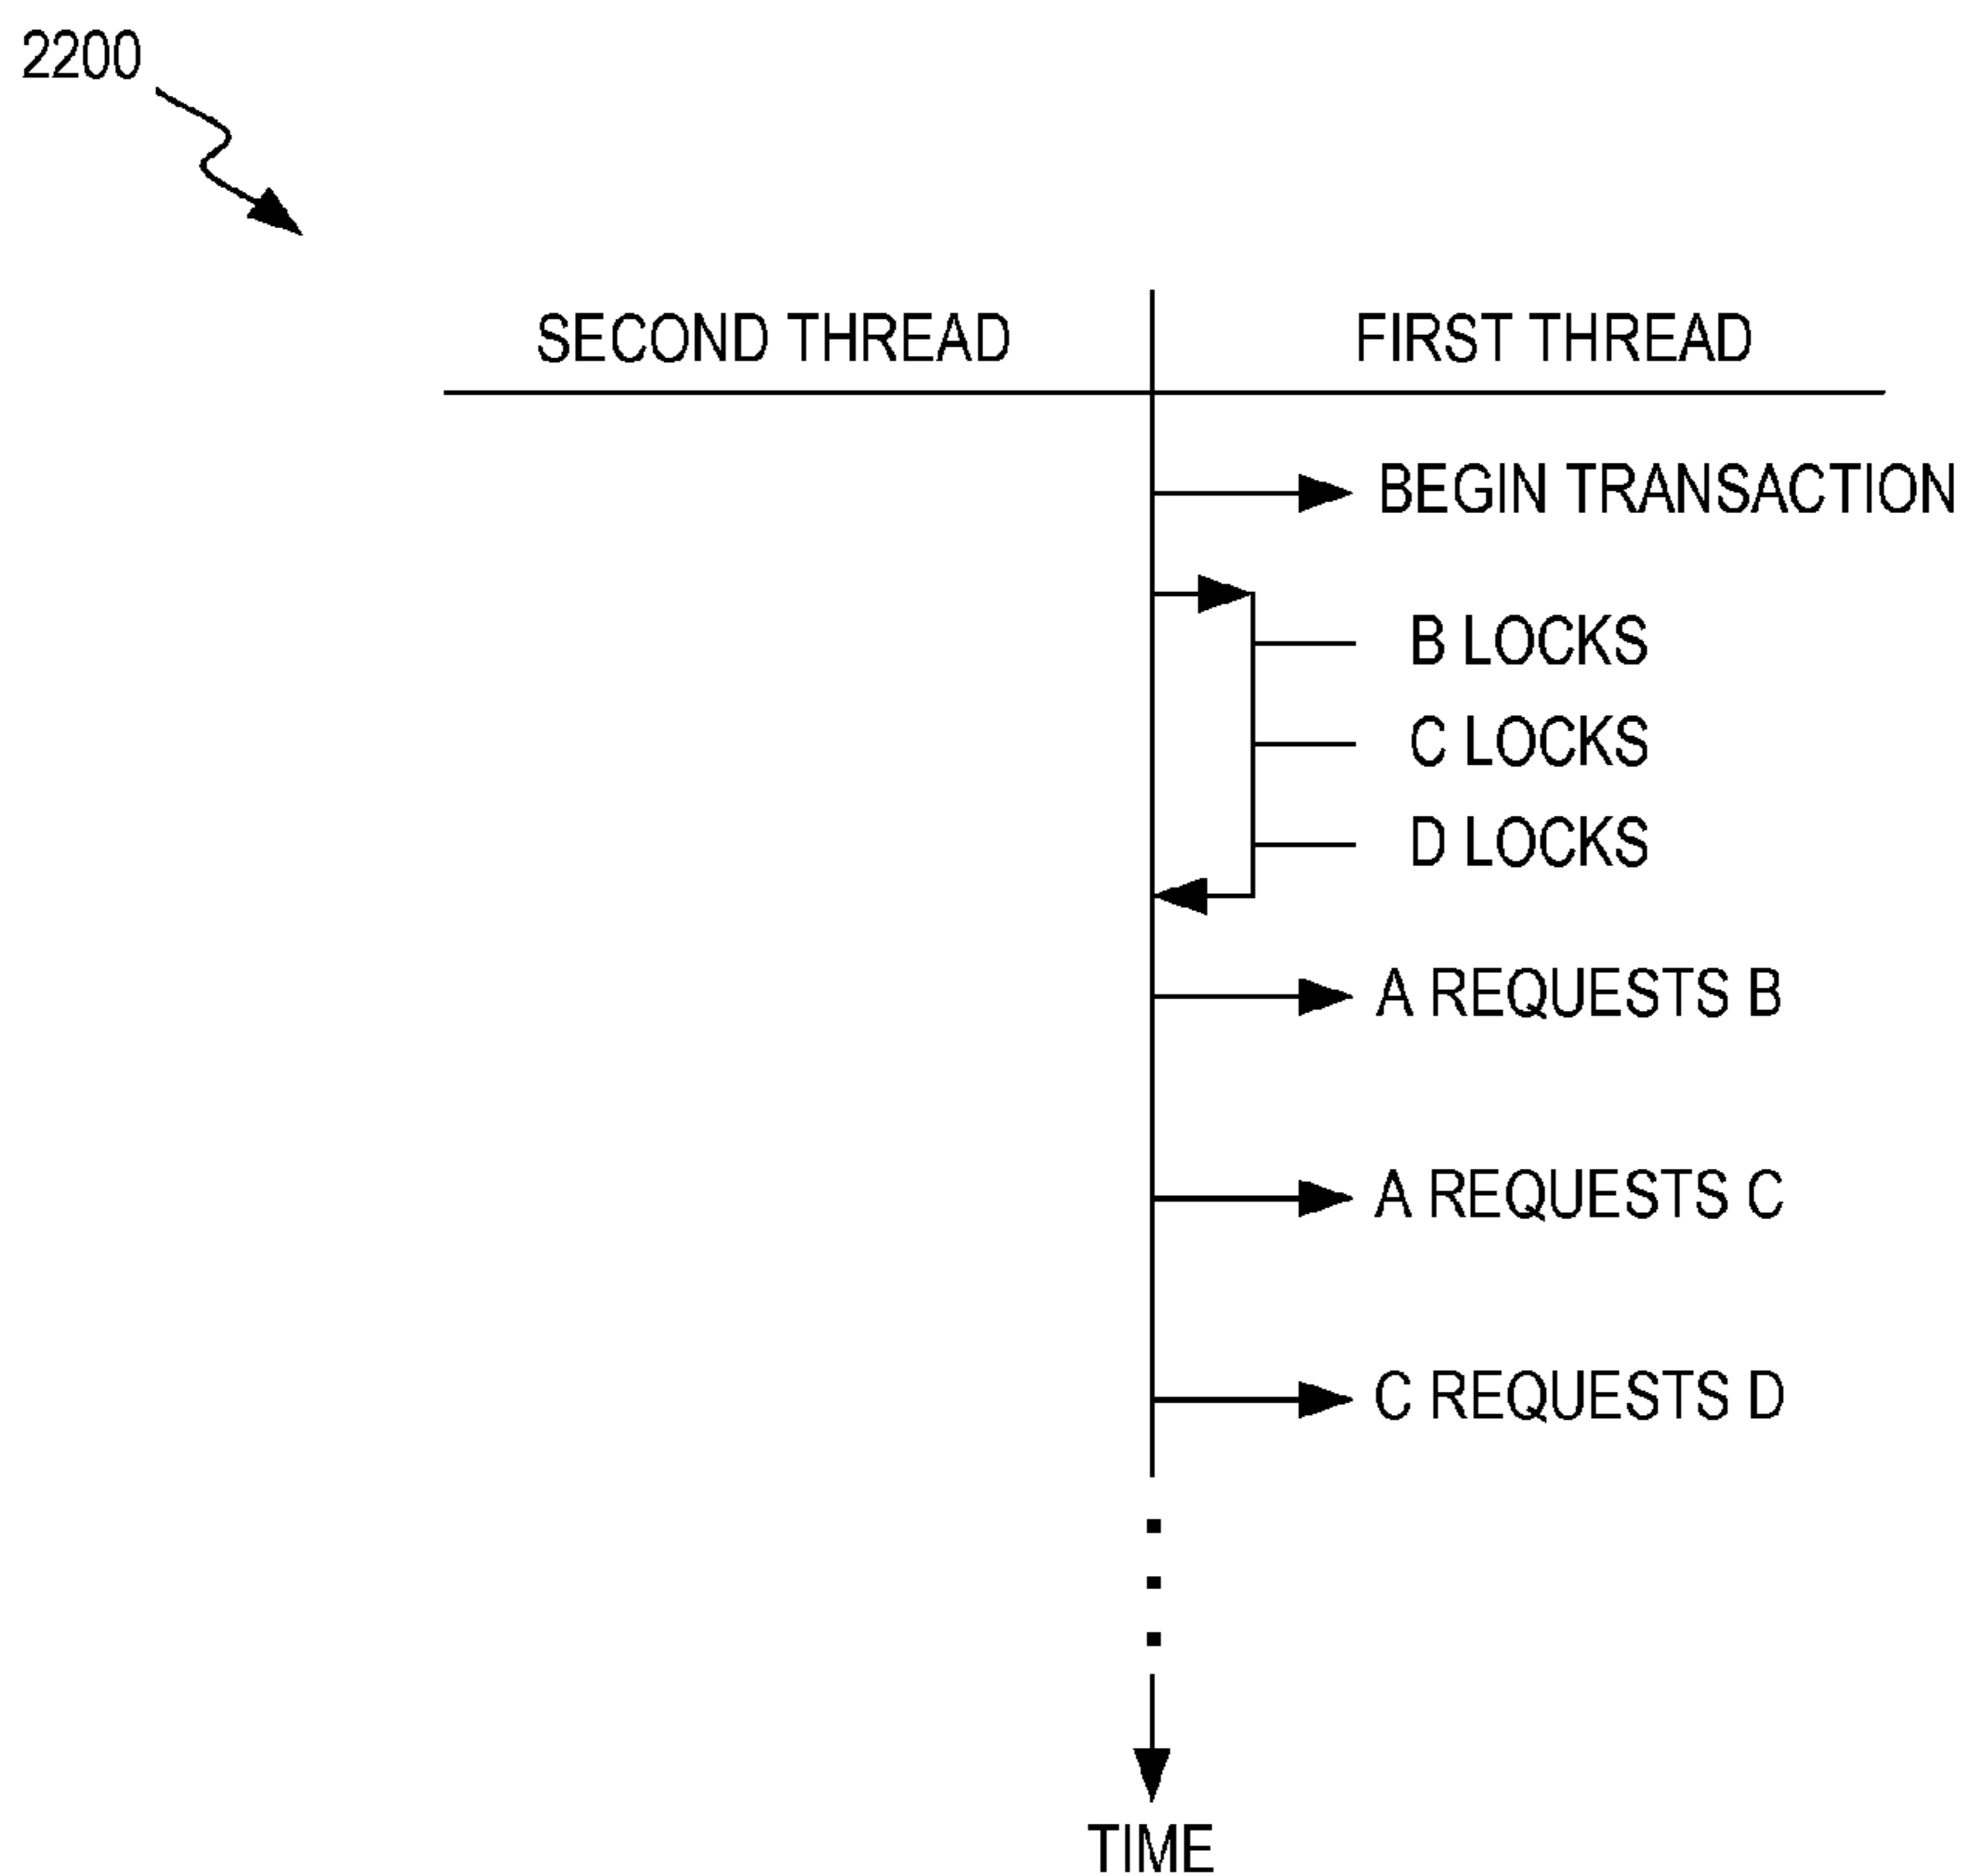 2200
SECOND THREAD
FIRST THREAD
BEGIN TRANSACTION
B LOCKS
C LOCKS
D LOCKS
A REQUESTS B
A REQUESTS C
C REQUESTS D
TIME